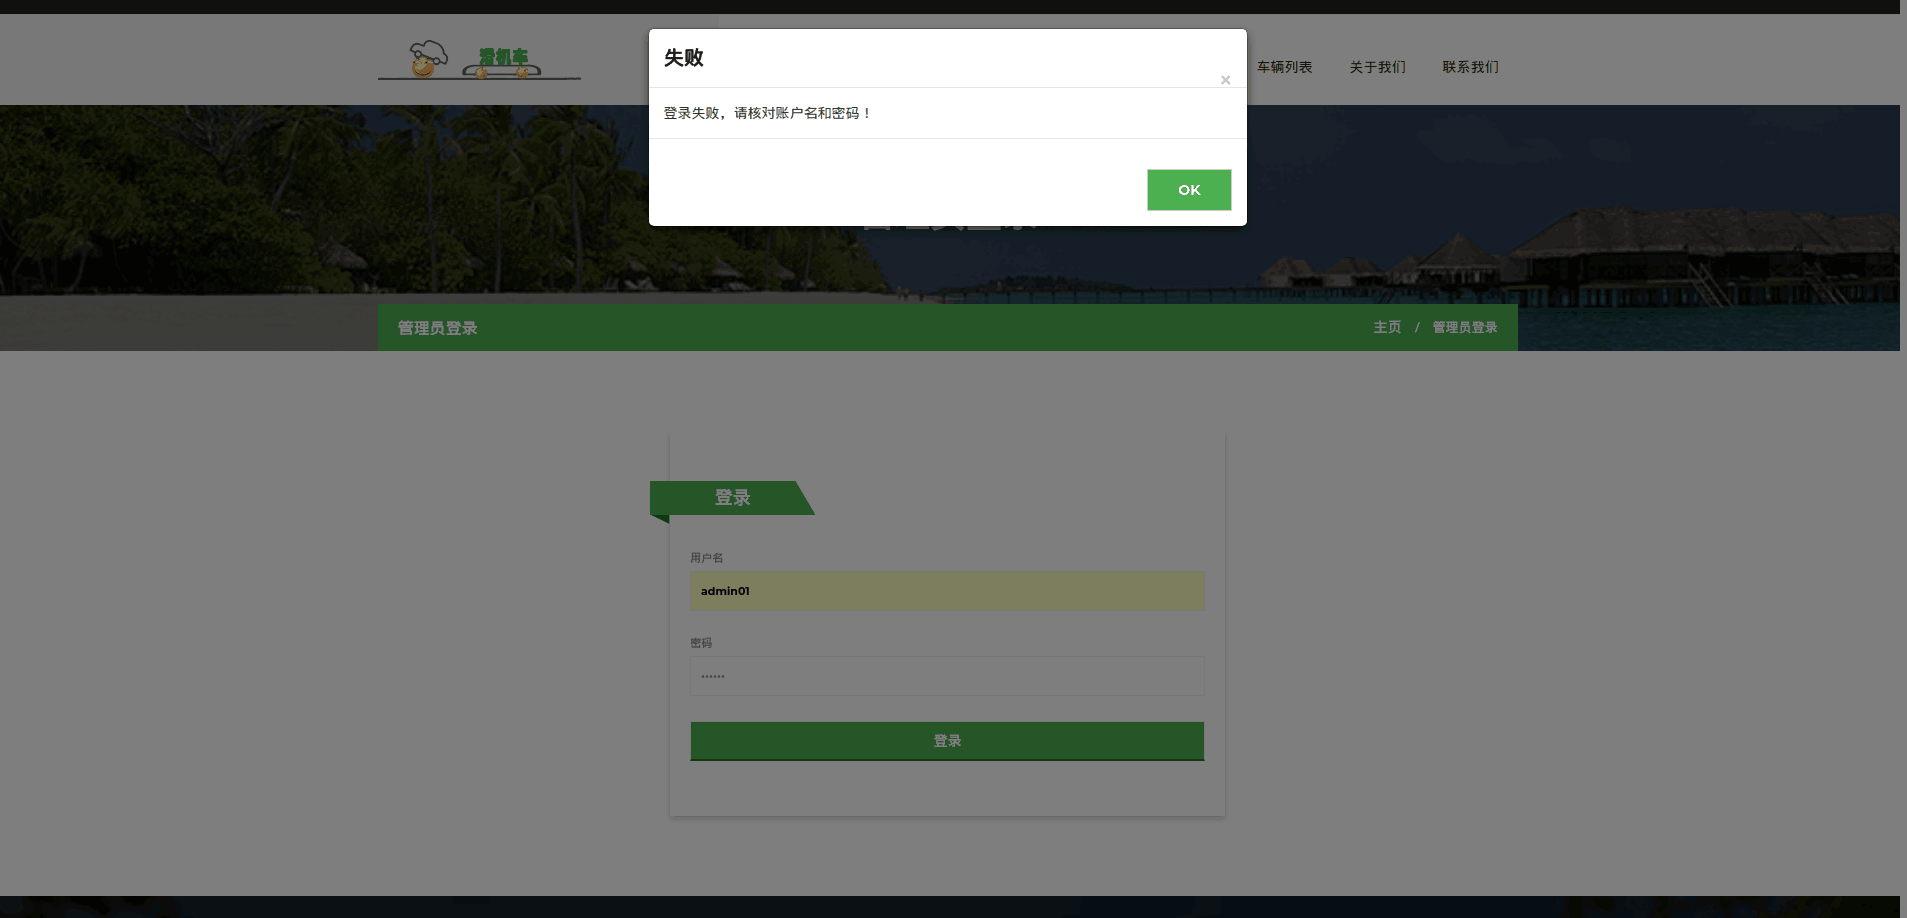 滑机车
车辆列表
关于我们
联系我们
失败
×
登录失败，请核对账户名和密码！
OK
管理员登录
主页 / 管理员登录
登录
用户名
admin01
密码
••••••
登录